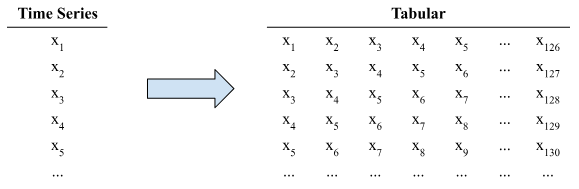 Time Series Tabular
x₁ x₁ x₂ x₃ x₄ x₅ ... x₁₂₆
x₂ x₂ x₃ x₄ x₅ x₆ ... x₁₂₇
x₃ x₃ x₄ x₅ x₆ x₇ ... x₁₂₈
x₄ x₄ x₅ x₆ x₇ x₈ ... x₁₂₉
x₅ x₅ x₆ x₇ x₈ x₉ ... x₁₃₀
... ... ... ... ... ... ... ...